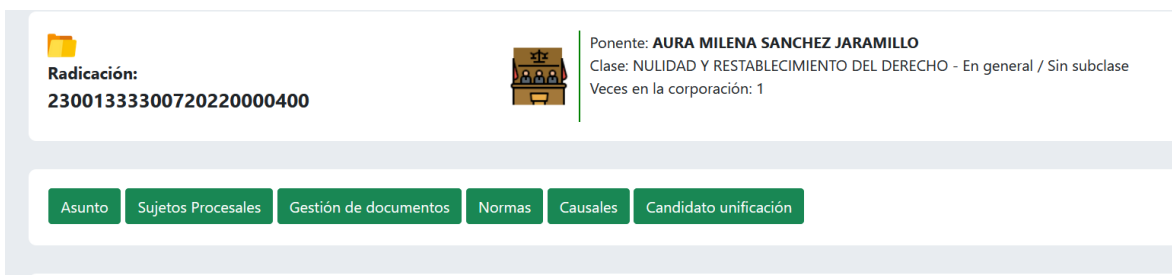 Radicación:
23001333300720220000400
Ponente: AURA MILENA SANCHEZ JARAMILLO
Clase: NULIDAD Y RESTABLECIMIENTO DEL DERECHO - En general / Sin subclase
Veces en la corporación: 1
Asunto Sujetos Procesales Gestión de documentos Normas Causales Candidato unificación